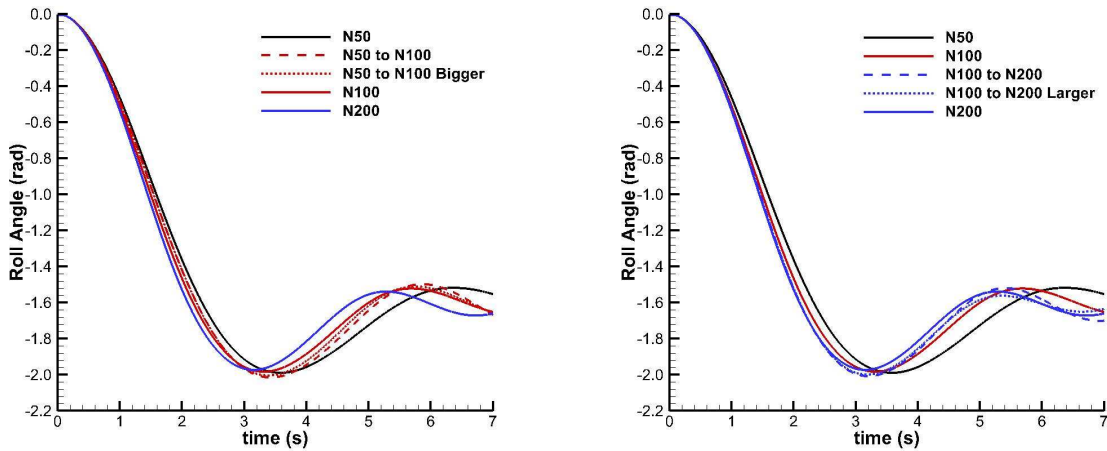 0.0
-0.2
-0.4
-0.6
-0.8
-1.0
-1.2
-1.4
-1.6
-1.8
-2.0
-2.2
Roll Angle (rad)
N50
N50 to N100
N50 to N100 Bigger
N100
N200
0 1 2 3 4 5 6 7
time (s)
0.0
-0.2
-0.4
-0.6
-0.8
-1.0
-1.2
-1.4
-1.6
-1.8
-2.0
-2.2
Roll Angle (rad)
N50
N100
N100 to N200
N100 to N200 Larger
N200
0 1 2 3 4 5 6 7
time (s)